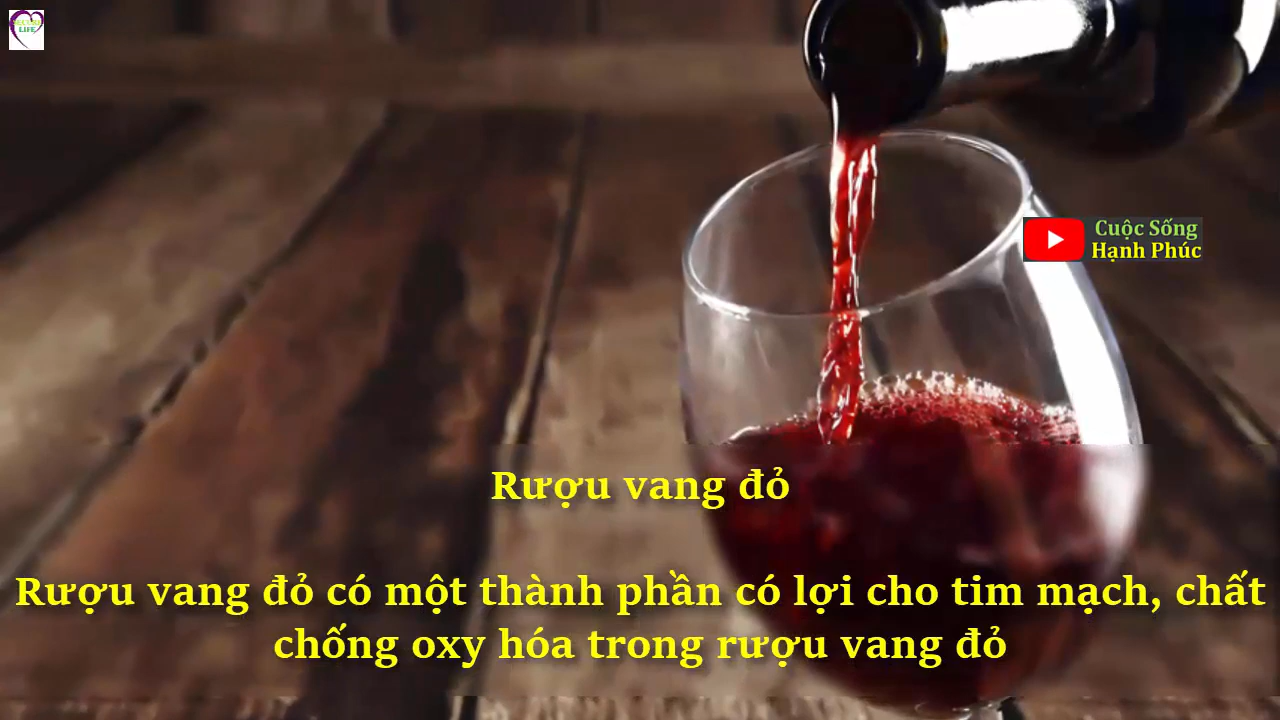 LIFE
Cuộc Sống
Hạnh Phúc
Rượu vang đỏ
Rượu vang đỏ có một thành phần có lợi cho tim mạch, chất
chống oxy hóa trong rượu vang đỏ